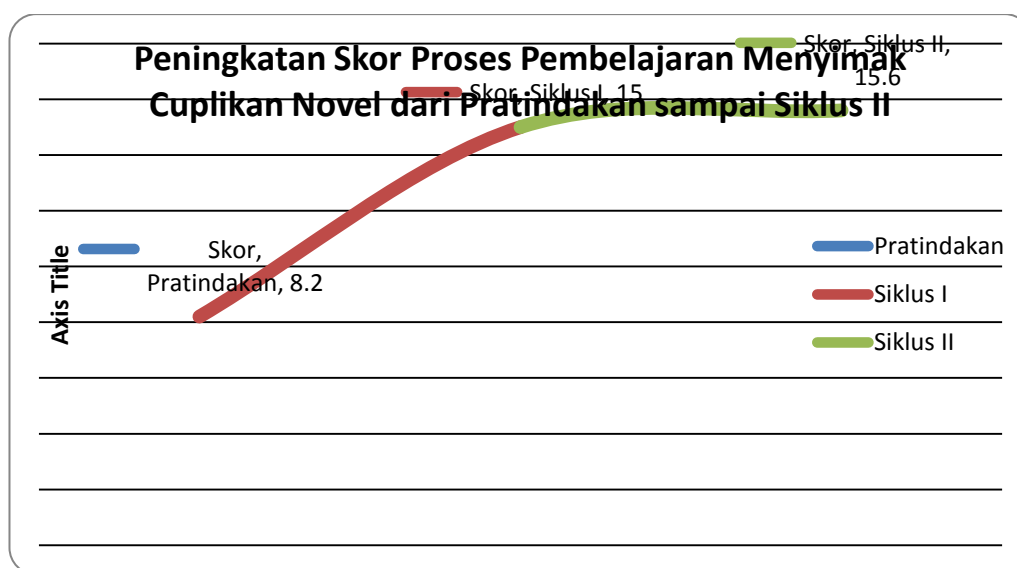 Peningkatan Skor Proses Pembelajaran Menyimak
Cuplikan Novel dari Pratindakan sampai Siklus II
Skor, Siklus II,
15.6
Skor, Siklus I, 15
Skor,
Pratindakan, 8.2
Axis Title
Pratindakan
Siklus I
Siklus II